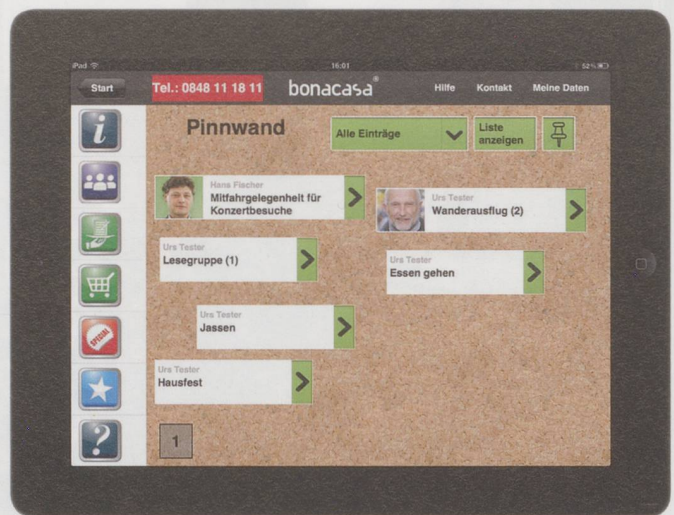 iPad
16:01
52%
Start
Tel.: 0848 11 18 11
bonacasa®
Hilfe
Kontakt
Meine Daten
i
Pinnwand
Alle Einträge
Liste
anzeigen
Hans Fischer
Mitfahrgelegenheit für
Konzertbesuche
Urs Tester
Wanderausflug (2)
Urs Tester
Lesegruppe (1)
Urs Tester
Essen gehen
Urs Tester
Jassen
SPECIAL
Urs Tester
Hausfest
?
1